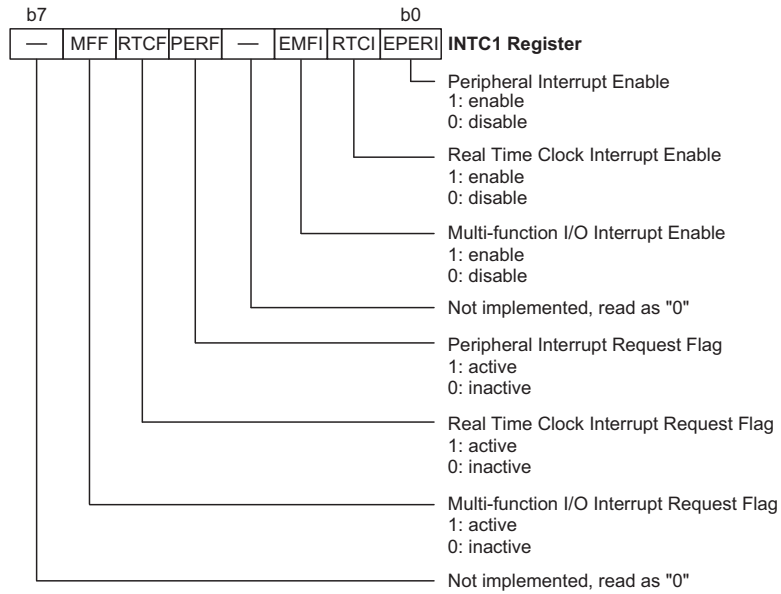 b7 b0
— MFF RTCF PERF — EMFI RTCI EPERI INTC1 Register
Peripheral Interrupt Enable
1: enable
0: disable
Real Time Clock Interrupt Enable
1: enable
0: disable
Multi-function I/O Interrupt Enable
1: enable
0: disable
Not implemented, read as "0"
Peripheral Interrupt Request Flag
1: active
0: inactive
Real Time Clock Interrupt Request Flag
1: active
0: inactive
Multi-function I/O Interrupt Request Flag
1: active
0: inactive
Not implemented, read as "0"